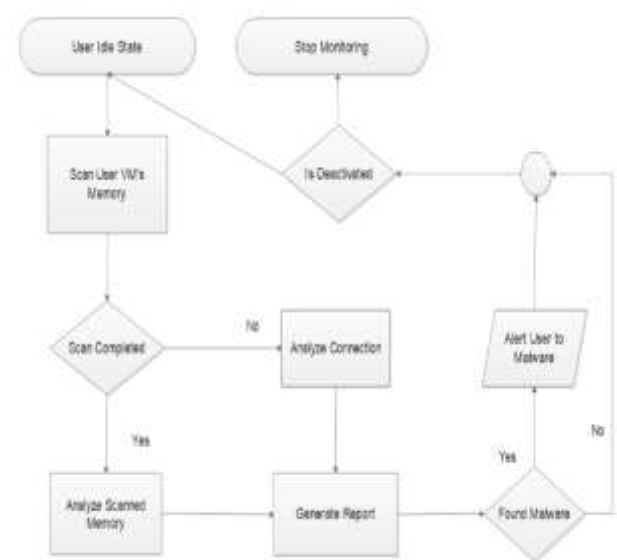 User Idle State
Stop Monitoring
Scan User VM's
Memory
Is Deactivated
Scan Completed
No
Analyze Connection
Alert User to
Malware
Yes
No
Yes
Analyze Scanned
Memory
Generate Report
Found Malware